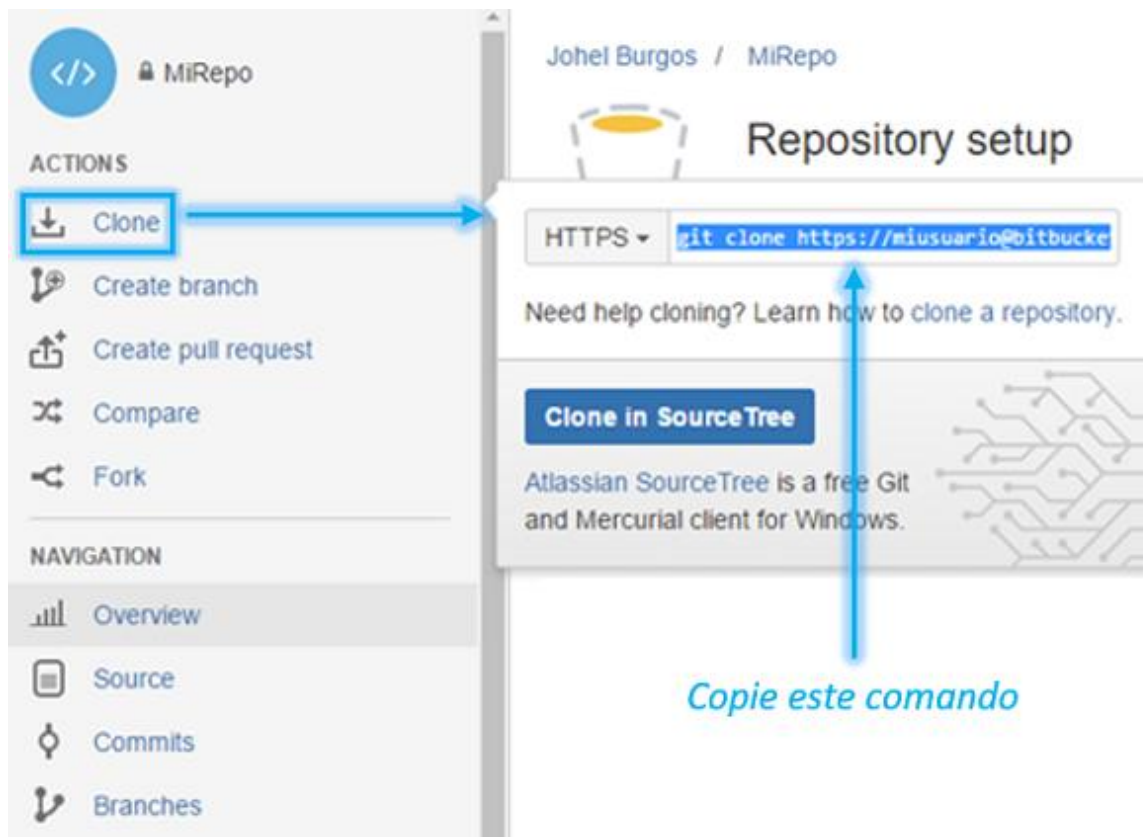 </> MiRepo
ACTIONS
Clone
Create branch
Create pull request
Compare
Fork
NAVIGATION
Overview
Source
Commits
Branches
Johel Burgos / MiRepo
Repository setup
HTTPS git clone https://miusuario@bitbucke
Need help cloning? Learn how to clone a repository.
Clone in SourceTree
Atlassian SourceTree is a free Git
and Mercurial client for Windows.
Copie este comando